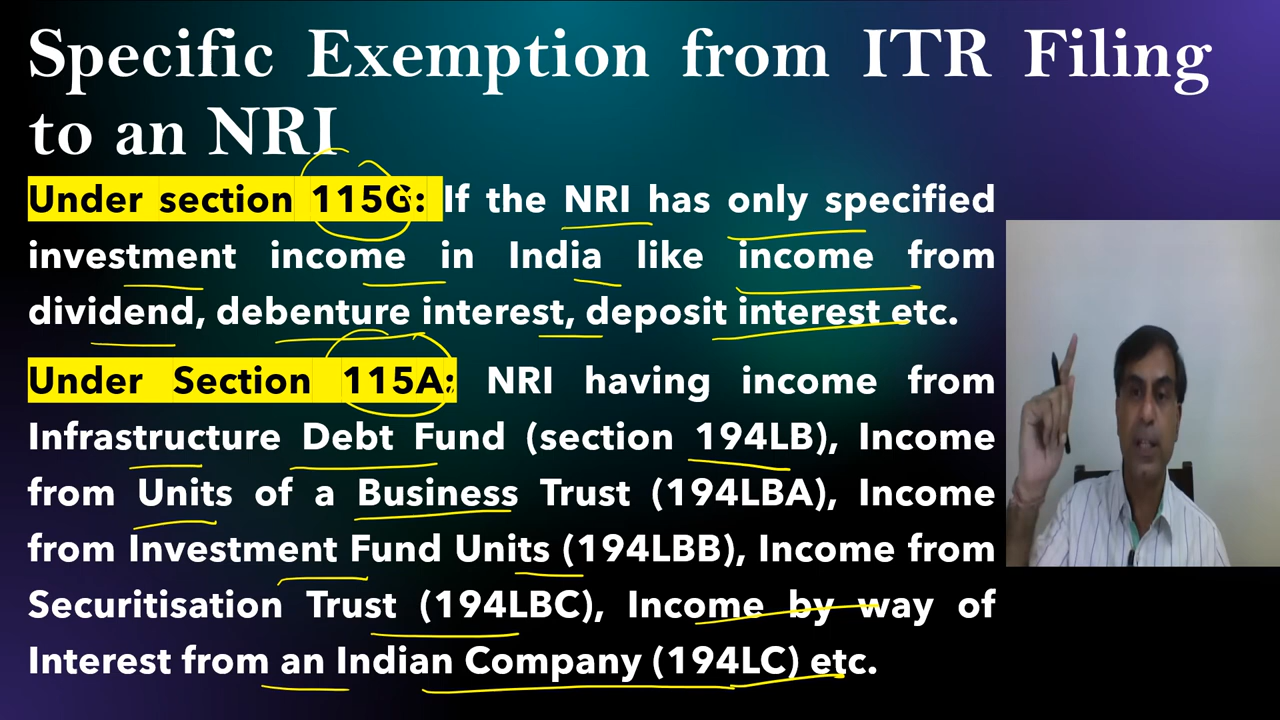 Specific Exemption from ITR Filing
to an NRI
Under section 115G: If the NRI has only specified
investment income in India like income from
dividend, debenture interest, deposit interest etc.
Under Section 115A: NRI having income from
Infrastructure Debt Fund (section 194LB), Income
from Units of a Business Trust (194LBA), Income
from Investment Fund Units (194LBB), Income from
Securitisation Trust (194LBC), Income by way of
Interest from an Indian Company (194LC) etc.